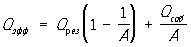 Qэфф = Qрез(1 − 1/A) + Qсоб/A